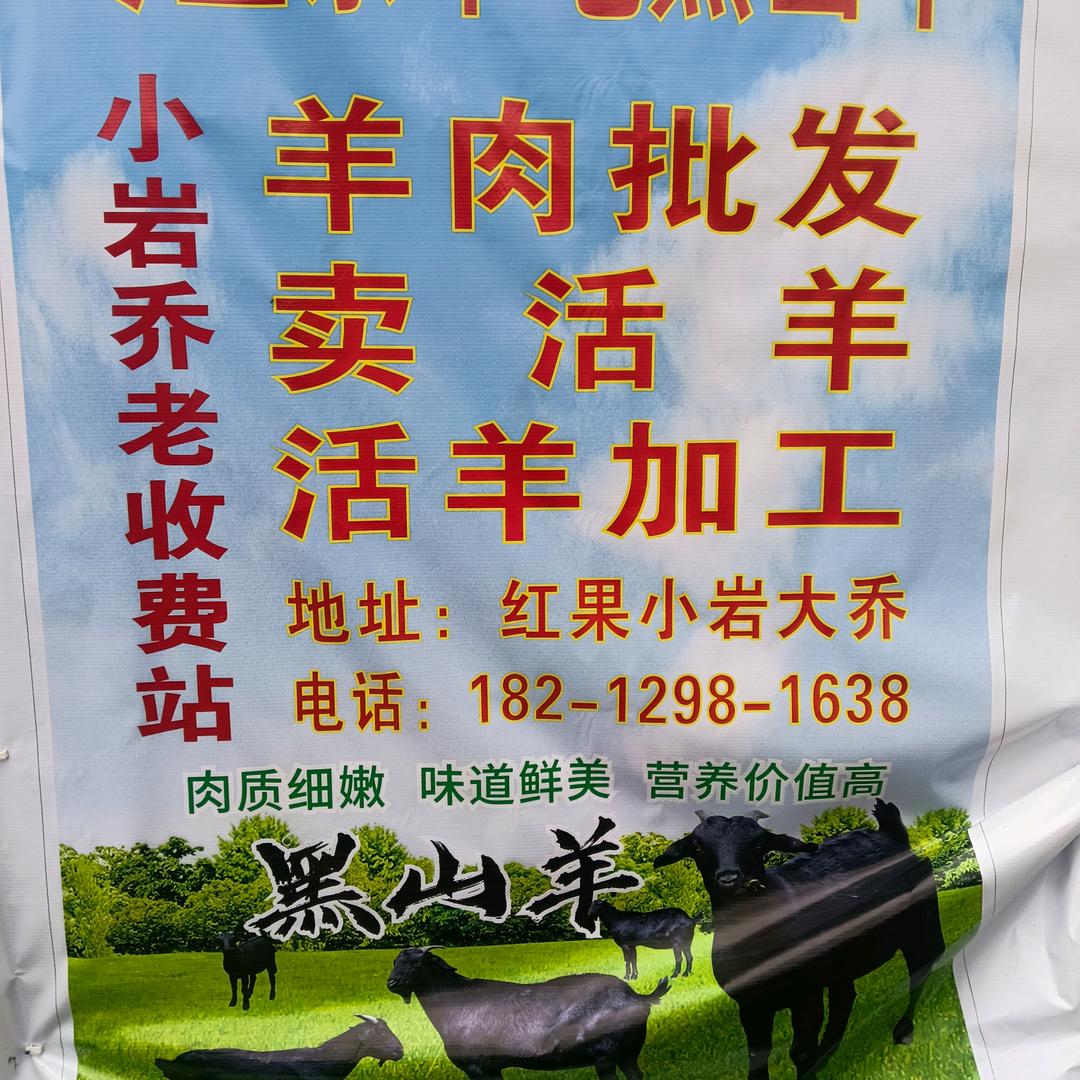 小岩乔老收费站
羊肉批发
卖活羊
活羊加工
地址：红果小岩大乔
电话：182-1298-1638
肉质细嫩 味道鲜美 营养价值高
黑山羊